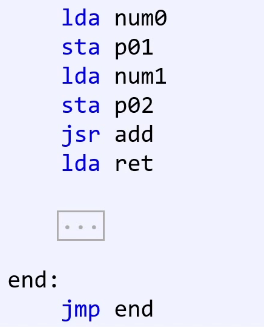 lda num0
sta p01
lda num1
sta p02
jsr add
lda ret
...
end:
jmp end